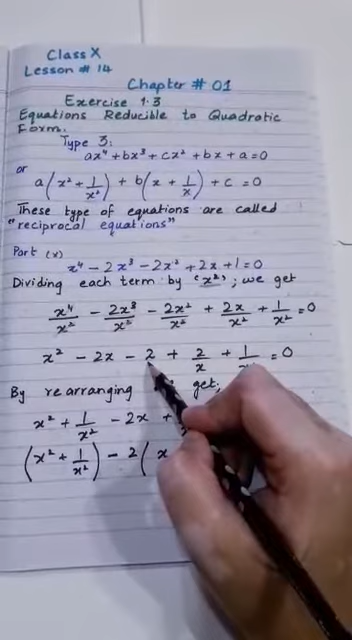 Class X
Lesson # 14
Chapter # 01
Exercise 1.3
Equations Reducible to Quadratic
Form.
Type 3:
ax⁴ + bx³ + cx² + bx + a = 0
or
a(x² + 1/x²) + b(x + 1/x) + c = 0
These type of equations are called
"reciprocal equations"
Part (x)
x⁴ - 2x³ - 2x² + 2x + 1 = 0
Dividing each term by (x²), we get
x⁴/x² - 2x³/x² - 2x²/x² + 2x/x² + 1/x² = 0
x² - 2x - 2 + 2/x + 1/x² = 0
By rearranging get;
x² + 1/x² - 2x +
(x² + 1/x²) - 2(x